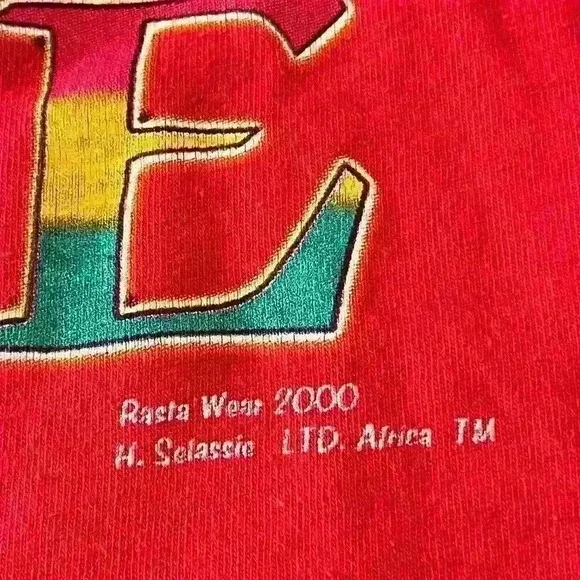 E
Rasta Wear 2000
H. Selassie LTD. Africa TM